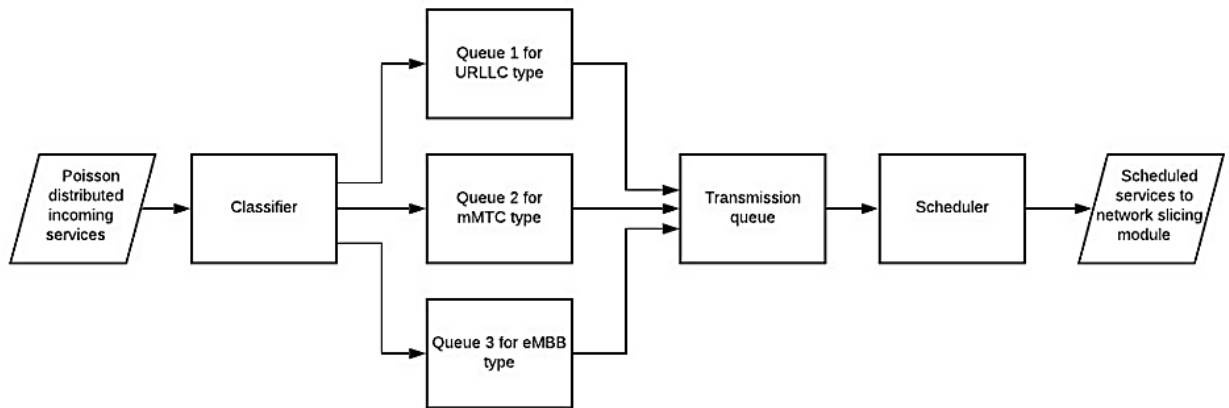 Poisson
distributed
incoming
services
Classifier
Queue 1 for
URLLC type
Queue 2 for
mMTC type
Queue 3 for eMBB
type
Transmission
queue
Scheduler
Scheduled
services to
network slicing
module